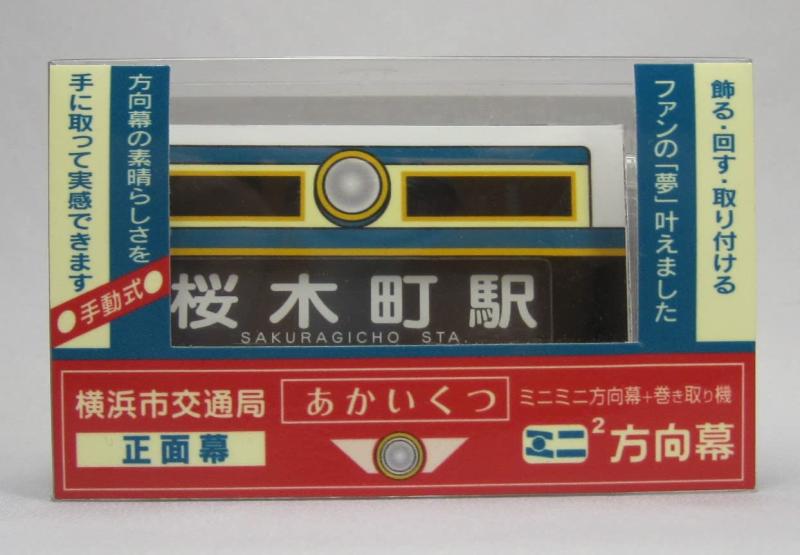 方向幕の素晴らしさを
手に取って実感できます
●手動式●
飾る・回す・取り付ける
ファンの「夢」叶えました
桜木町駅
SAKURAGICHO STA.
横浜市交通局
正面幕
あかいくつ
ミニミニ方向幕+巻き取り機
ミニ²方向幕